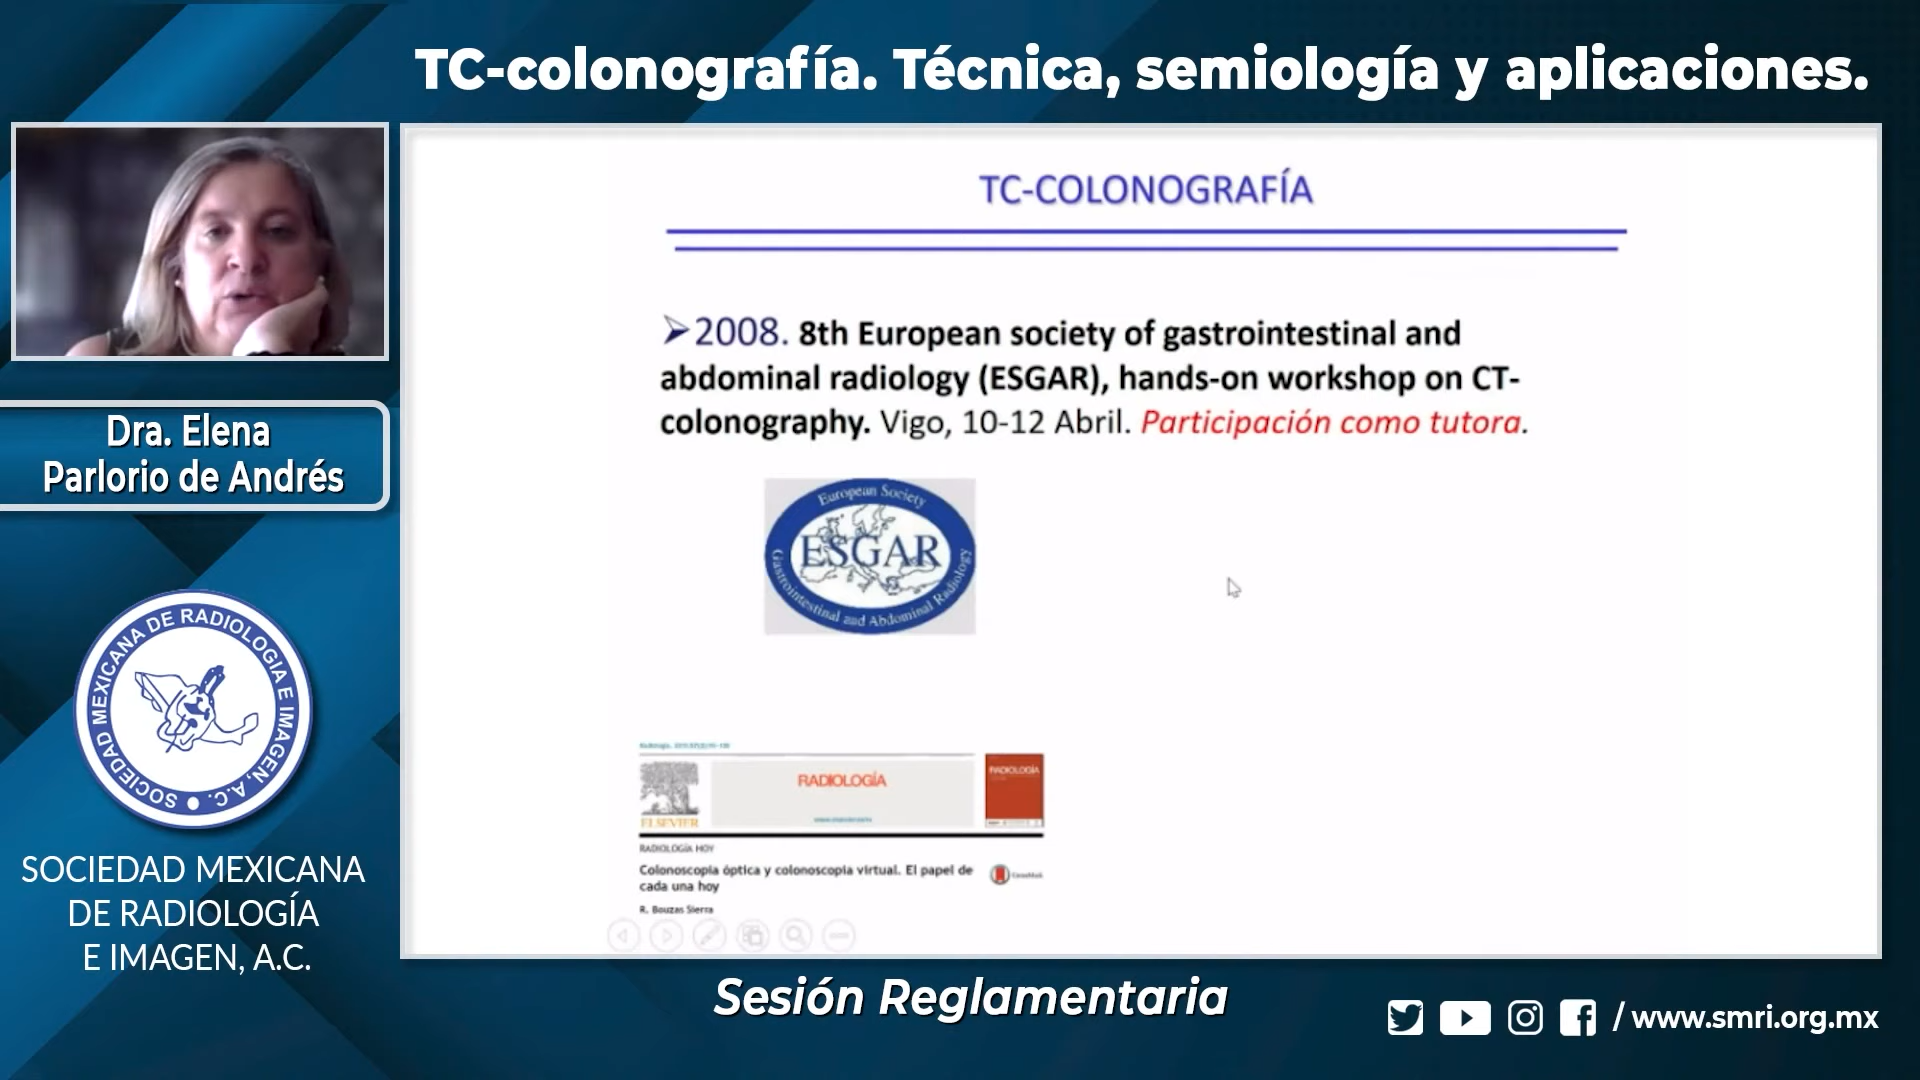 TC-colonografía. Técnica, semiología y aplicaciones.
Dra. Elena
Parlorio de Andrés
SOCIEDAD MEXICANA DE RADIOLOGIA E IMAGEN, A.C.
SOCIEDAD MEXICANA
DE RADIOLOGÍA
E IMAGEN, A.C.
TC-COLONOGRAFÍA
➢2008. 8th European society of gastrointestinal and
abdominal radiology (ESGAR), hands-on workshop on CT-
colonography. Vigo, 10-12 Abril. Participación como tutora.
European Society
ESGAR
Gastrointestinal and Abdominal Radiology
ELSEVIER
RADIOLOGÍA
RADIOLOGÍA
RADIOLOGÍA HOY
Colonoscopia óptica y colonoscopia virtual. El papel de
cada una hoy
R. Bouzas Sierra
Sesión Reglamentaria
/ www.smri.org.mx